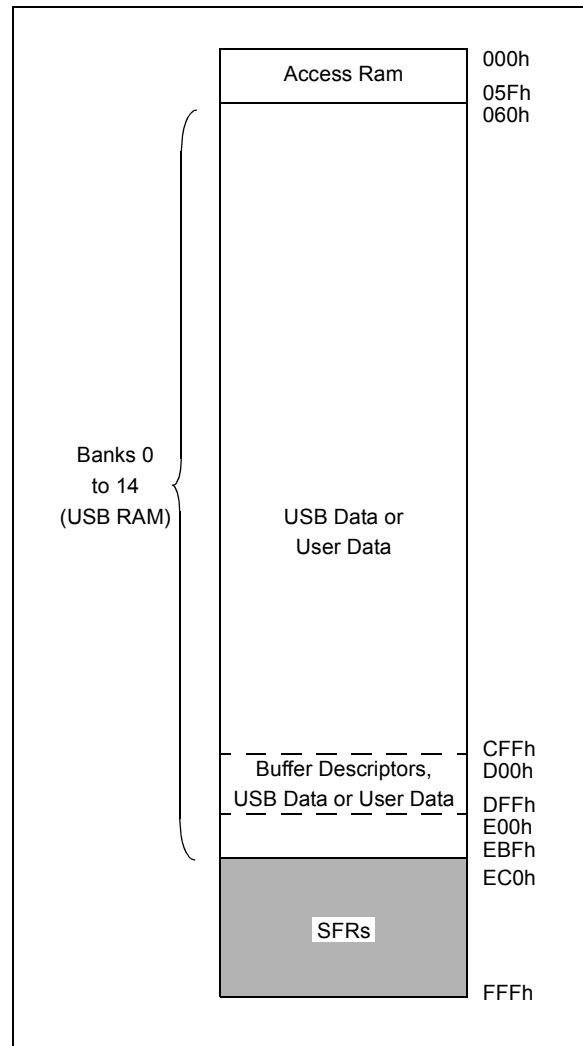 000h
Access Ram
05Fh
060h
Banks 0
to 14
(USB RAM)
USB Data or
User Data
CFFh
D00h
Buffer Descriptors,
USB Data or User Data
DFFh
E00h
EBFh
EC0h
SFRs
FFFh